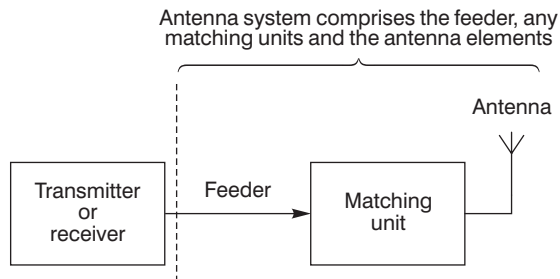 Antenna system comprises the feeder, any
matching units and the antenna elements
Antenna
Transmitter
or
receiver
Feeder
Matching
unit